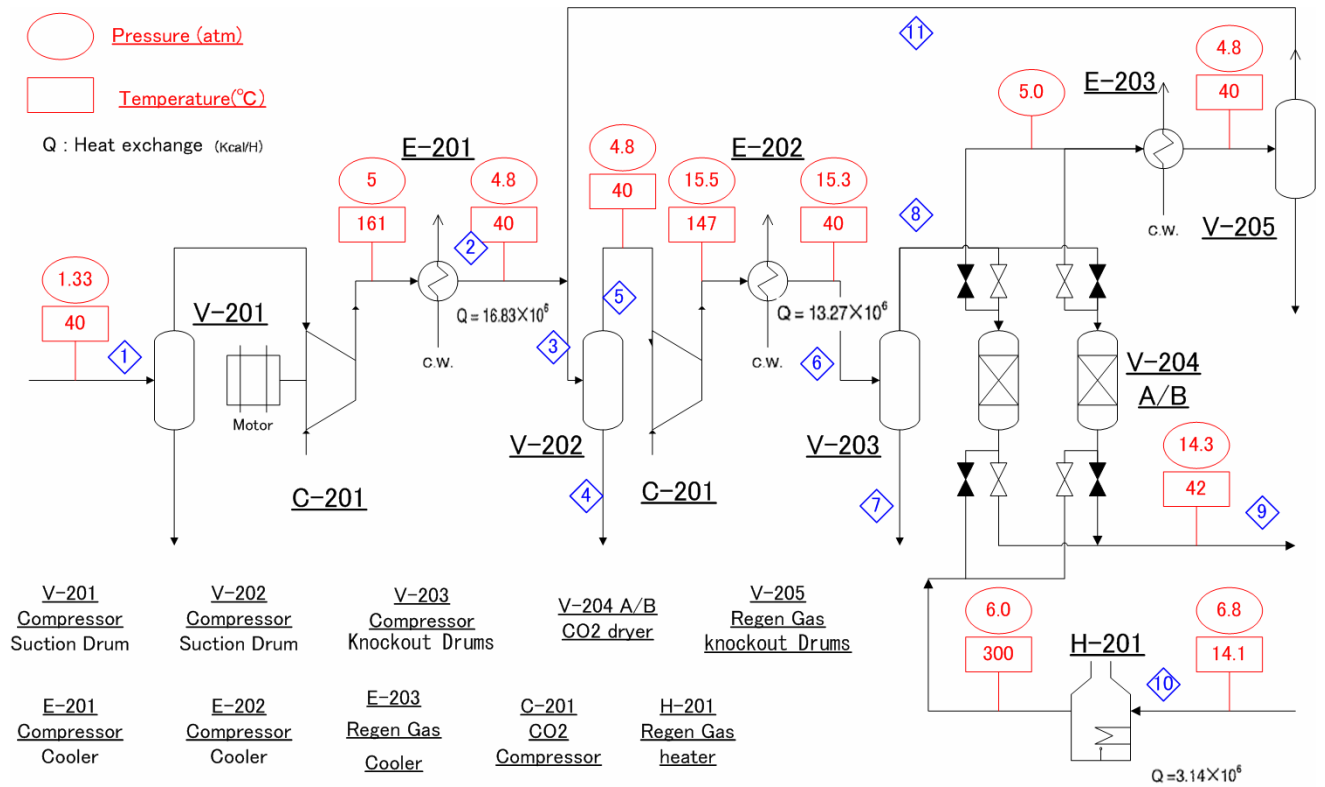 Pressure (atm)
Temperature(℃)
Q : Heat exchange (Kcal/H)
11
4.8
40
E-203
5.0
C.W.
V-205
E-201
5
161
4.8
40
2
Q = 16.83×10⁶
C.W.
4.8
40
E-202
15.5
147
15.3
40
Q = 13.27×10⁶
C.W.
8
1.33
40
1
V-201
Motor
C-201
3
5
V-202
4
C-201
6
V-203
7
V-204
A/B
14.3
42
9
6.0
300
H-201
6.8
14.1
10
Q =3.14×10⁶
V-201
Compressor
Suction Drum
V-202
Compressor
Suction Drum
V-203
Compressor
Knockout Drums
V-204 A/B
CO2 dryer
V-205
Regen Gas
knockout Drums
E-201
Compressor
Cooler
E-202
Compressor
Cooler
E-203
Regen Gas
Cooler
C-201
CO2
Compressor
H-201
Regen Gas
heater